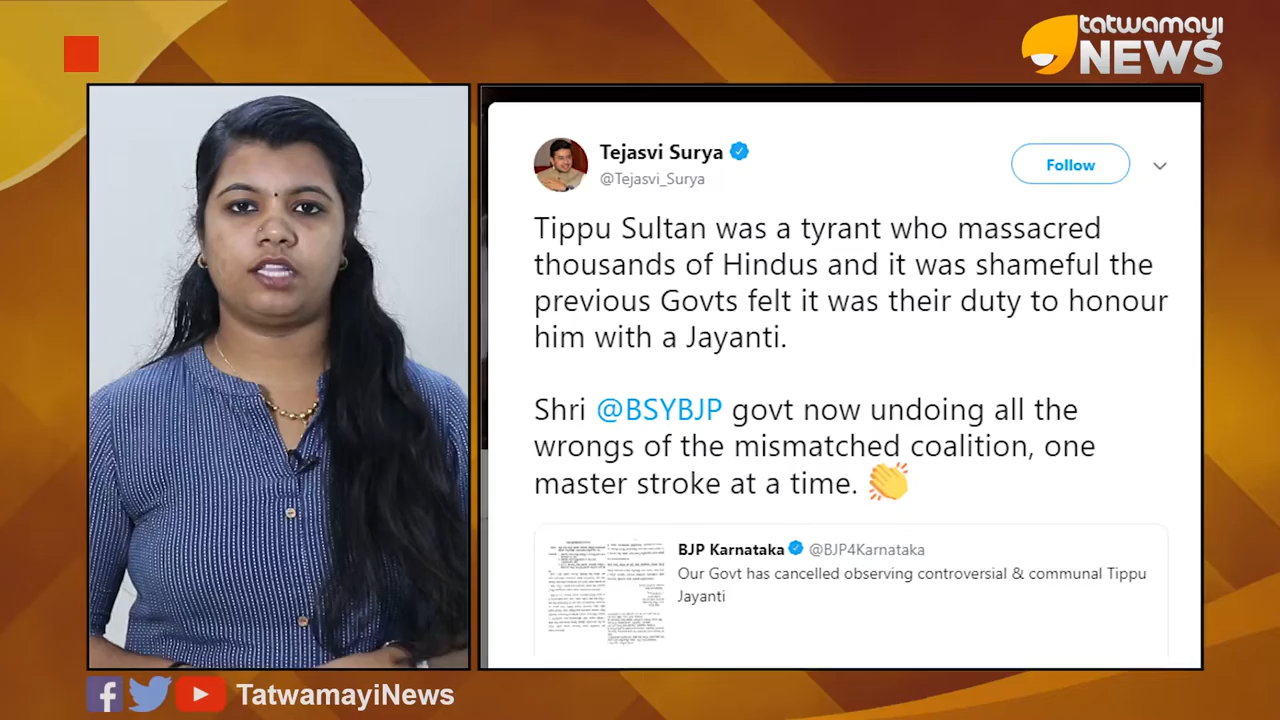 tatwamayi
NEWS
Tejasvi Surya
@Tejasvi_Surya
Follow
Tippu Sultan was a tyrant who massacred
thousands of Hindus and it was shameful the
previous Govts felt it was their duty to honour
him with a Jayanti.
Shri @BSYBJP govt now undoing all the
wrongs of the mismatched coalition, one
master stroke at a time. 👏
BJP Karnataka @BJP4Karnataka
Our Govt has cancelled observing controversial & communal Tippu
Jayanti
TatwamayiNews